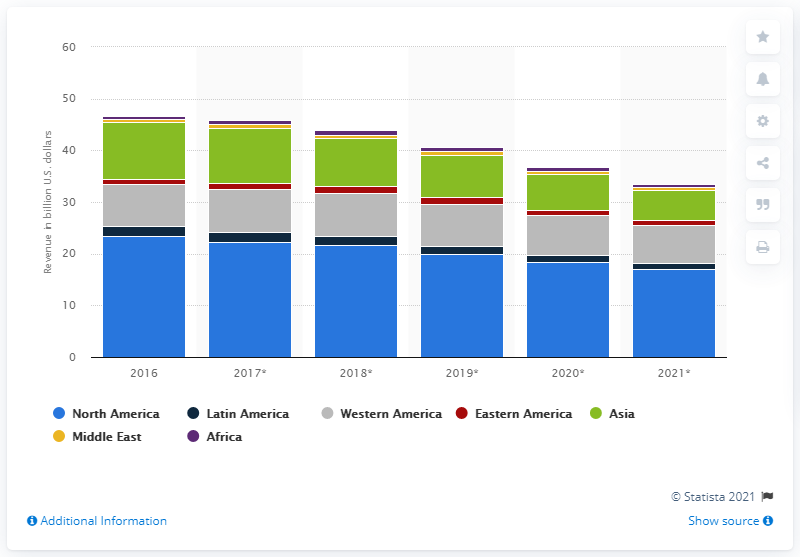 60
50
40
30
20
10
0
Revenue in billion U.S. dollars
2016 2017* 2018* 2019* 2020* 2021*
North America Latin America Western America Eastern America Asia
Middle East Africa
© Statista 2021
Additional Information Show source